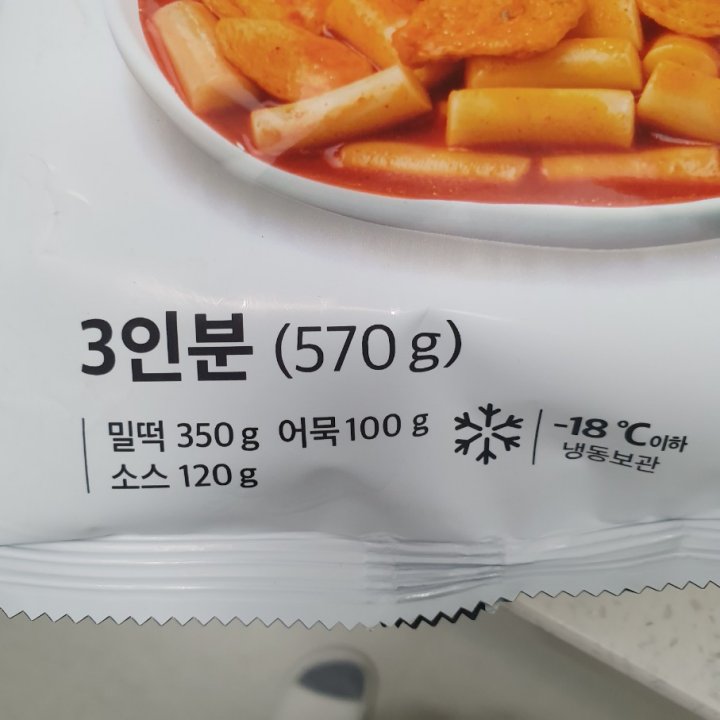 3인분 (570 g)
밀떡 350 g 어묵 100 g
소스 120 g
-18 ℃ 이하
냉동보관